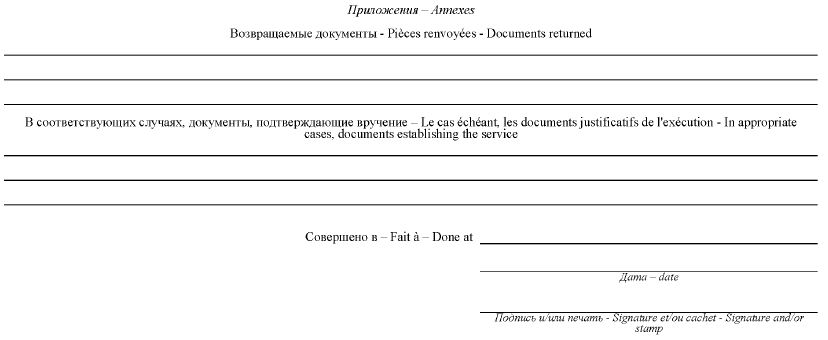 Приложения – Annexes
Возвращаемые документы - Pièces renvoyées - Documents returned
В соответствующих случаях, документы, подтверждающие вручение – Le cas échéant, les documents justificatifs de l'exécution - In appropriate
cases, documents establishing the service
Совершено в – Fait à – Done at
Дата – date
Подпись и/или печать - Signature et/ou cachet - Signature and/or
stamp